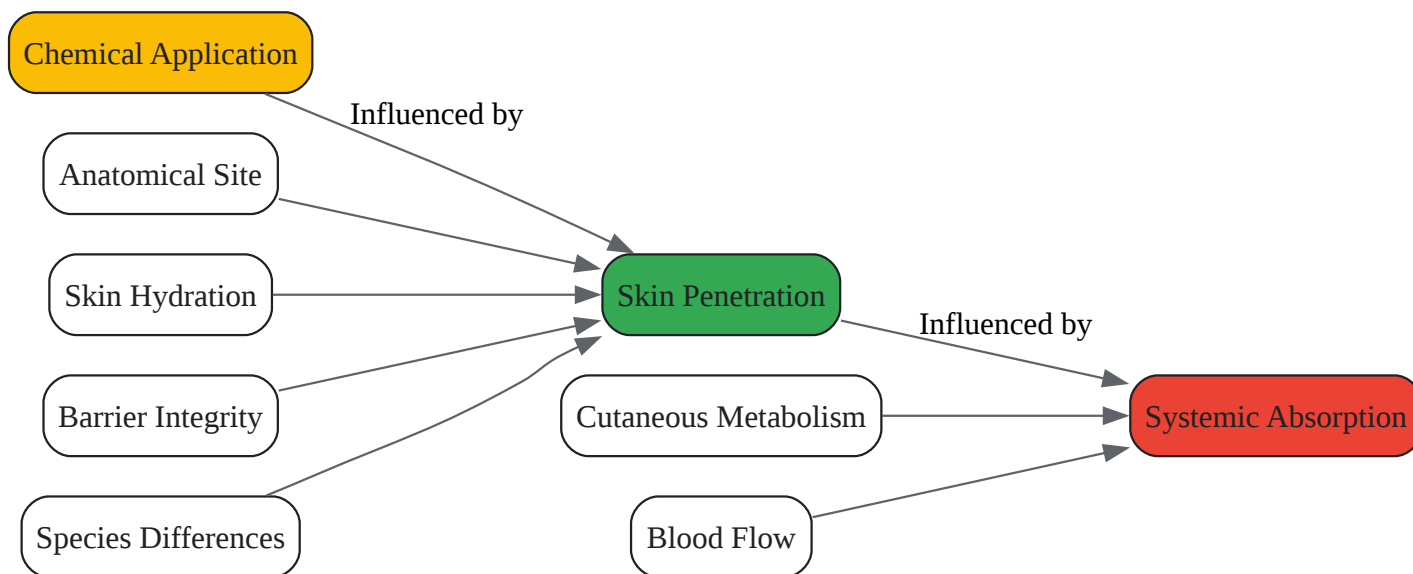 Chemical Application
Influenced by
Anatomical Site
Skin Hydration
Skin Penetration
Influenced by
Barrier Integrity
Cutaneous Metabolism
Systemic Absorption
Species Differences
Blood Flow